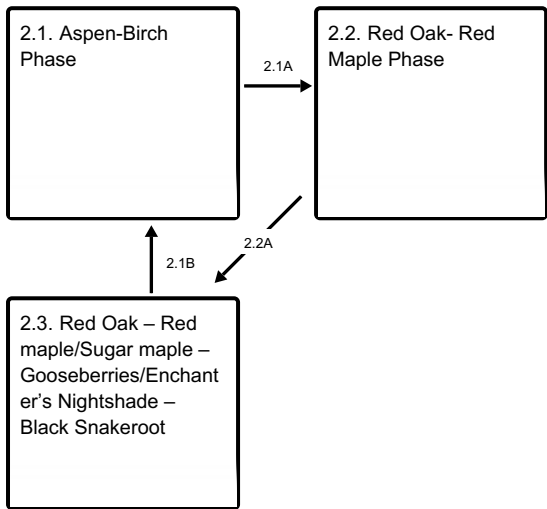 2.1. Aspen-Birch
Phase
2.1A
2.2. Red Oak- Red
Maple Phase
2.2A
2.1B
2.3. Red Oak – Red
maple/Sugar maple –
Gooseberries/Enchant
er's Nightshade –
Black Snakeroot